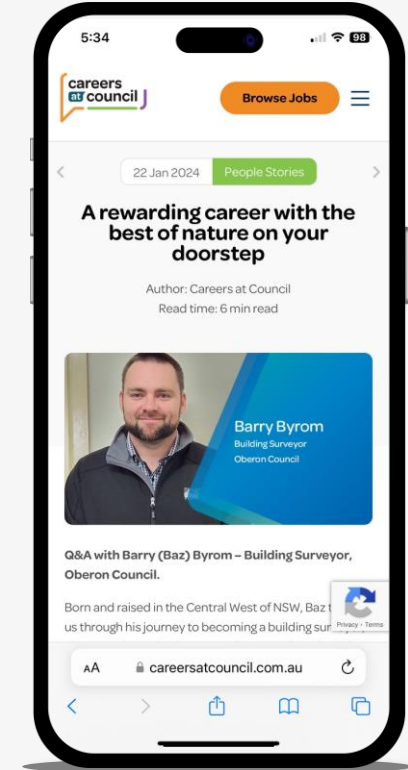 5:34
98
careers
at council
Browse Jobs
22 Jan 2024 People Stories
A rewarding career with the
best of nature on your
doorstep
Author: Careers at Council
Read time: 6 min read
Barry Byrom
Building Surveyor
Oberon Council
Q&A with Barry (Baz) Byrom – Building Surveyor,
Oberon Council.
Born and raised in the Central West of NSW, Baz
us through his journey to becoming a building
Privacy - Terms
AA careersatcouncil.com.au